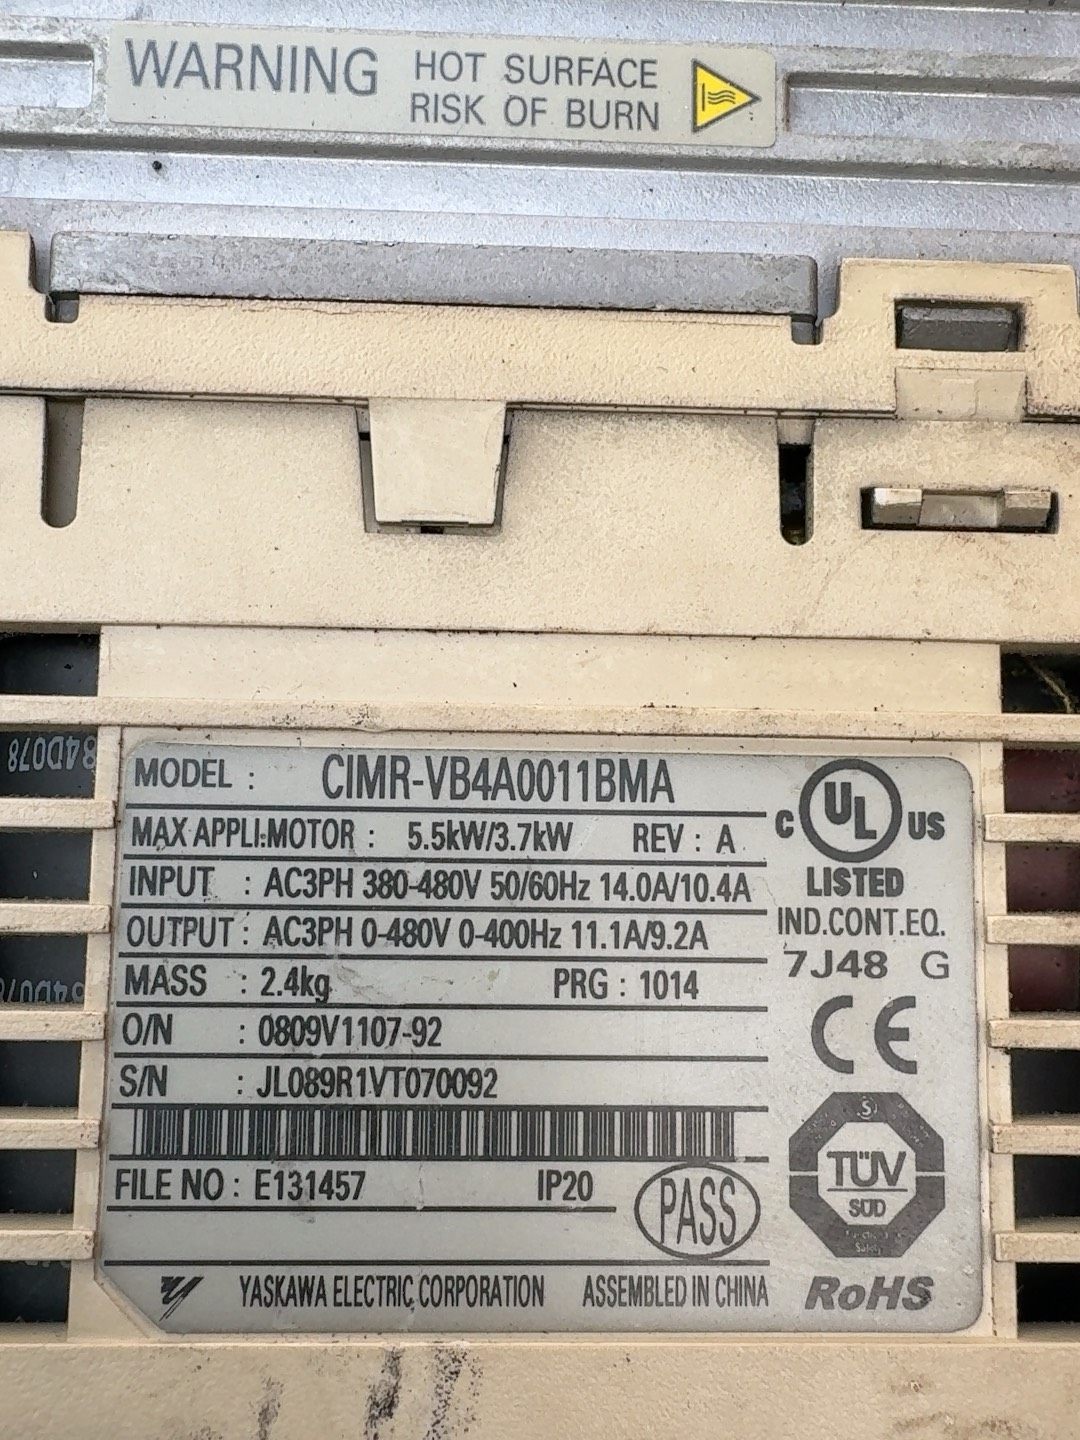 WARNING HOT SURFACE
RISK OF BURN
84D078
MODEL : CIMR-VB4A0011BMA
MAX APPLI.MOTOR : 5.5kW/3.7kW REV : A
INPUT : AC3PH 380-480V 50/60Hz 14.0A/10.4A
OUTPUT : AC3PH 0-480V 0-400Hz 11.1A/9.2A
MASS : 2.4kg PRG : 1014
O/N : 0809V1107-92
S/N : JL089R1VT070092
FILE NO : E131457 IP20
PASS
YASKAWA ELECTRIC CORPORATION ASSEMBLED IN CHINA
C UL US
LISTED
IND.CONT.EQ.
7J48 G
CE
TÜV
SÜD
Safety
RoHS